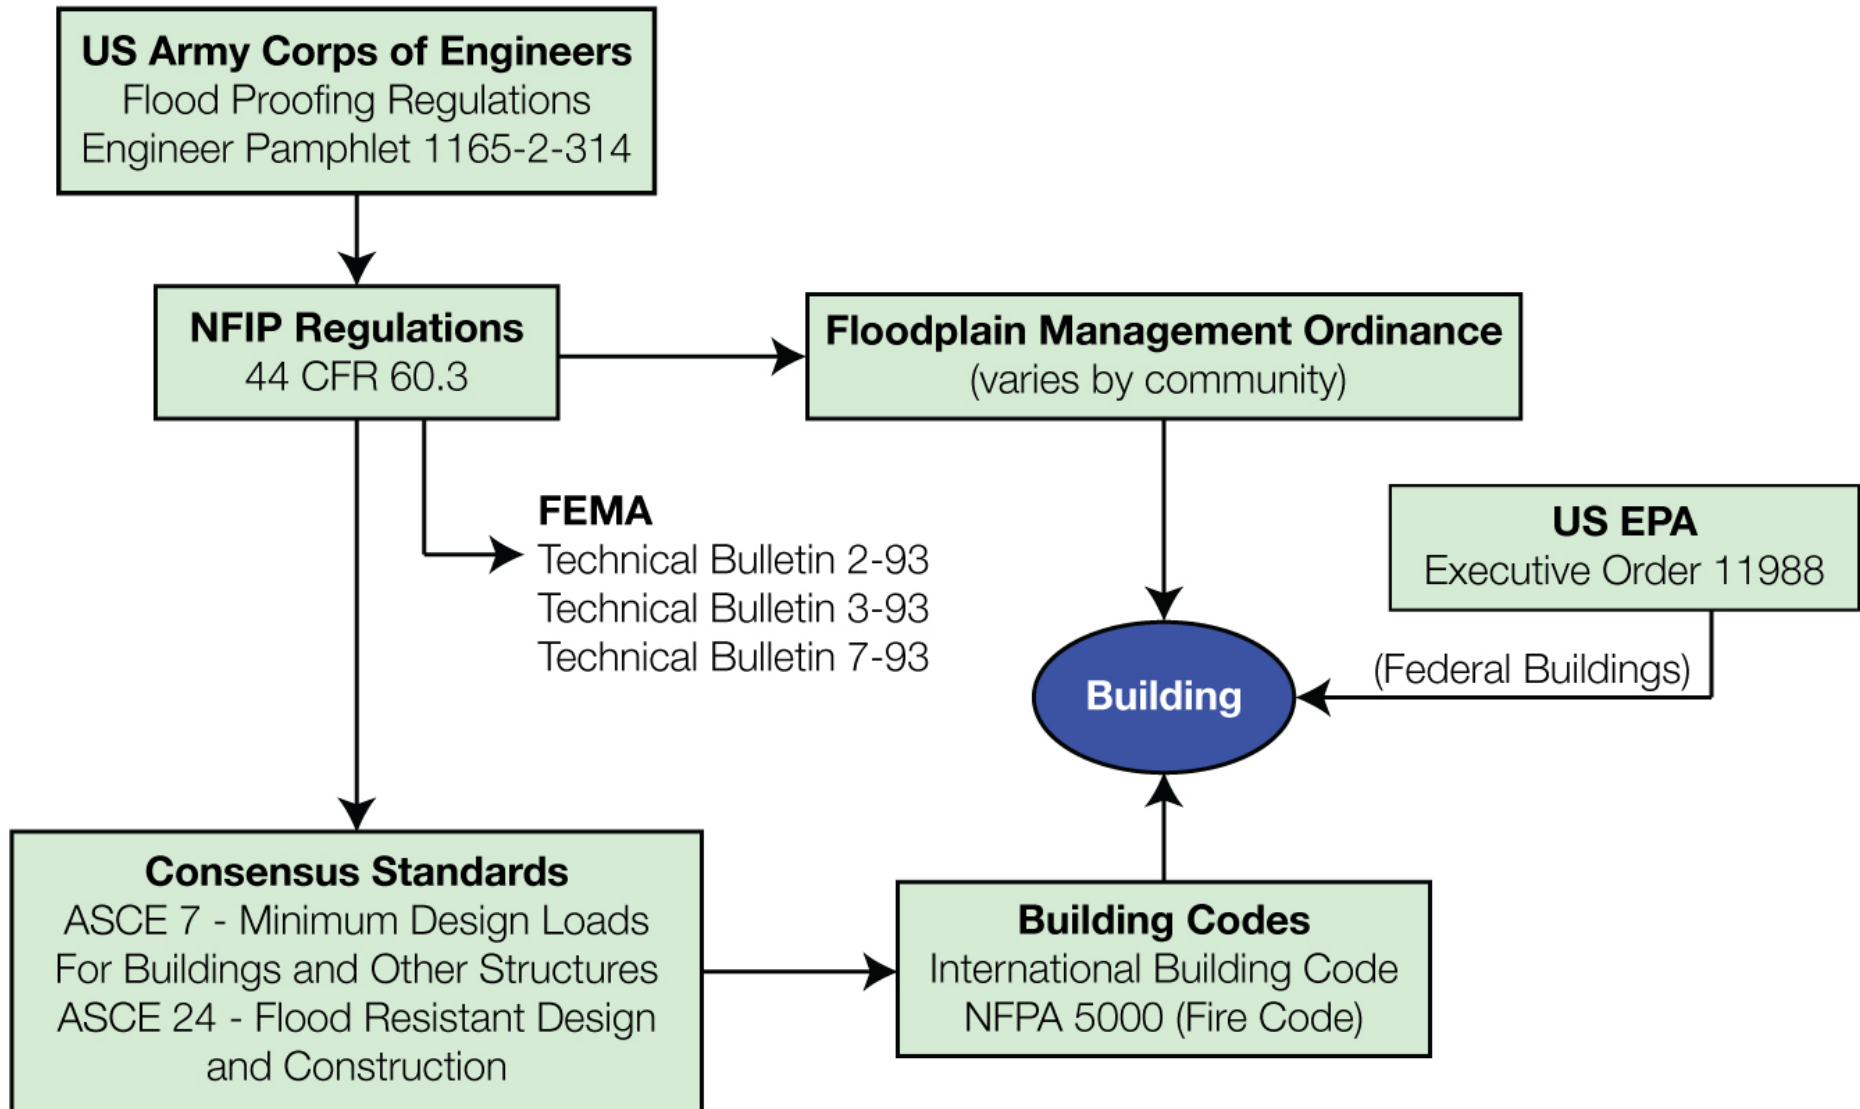 US Army Corps of Engineers
Flood Proofing Regulations
Engineer Pamphlet 1165-2-314
NFIP Regulations
44 CFR 60.3
Floodplain Management Ordinance
(varies by community)
FEMA
Technical Bulletin 2-93
Technical Bulletin 3-93
Technical Bulletin 7-93
US EPA
Executive Order 11988
(Federal Buildings)
Building
Consensus Standards
ASCE 7 - Minimum Design Loads
For Buildings and Other Structures
ASCE 24 - Flood Resistant Design
and Construction
Building Codes
International Building Code
NFPA 5000 (Fire Code)